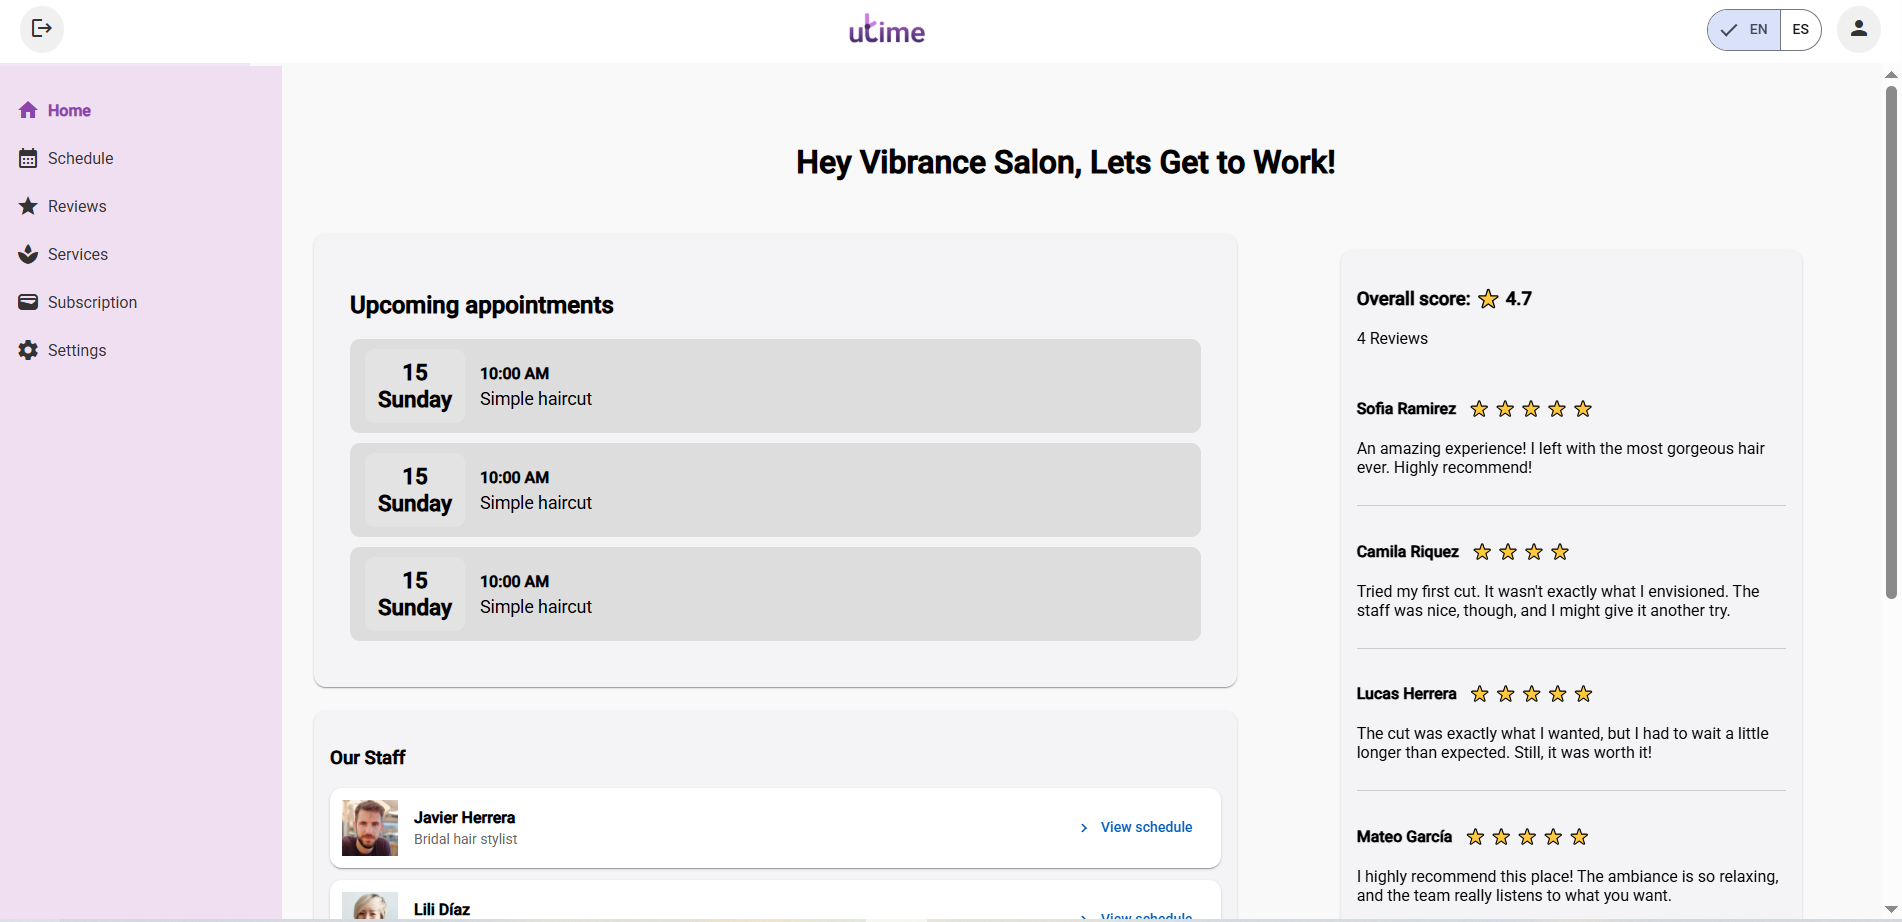 utime
EN
ES
Home
Schedule
Reviews
Services
Subscription
Settings
Hey Vibrance Salon, Lets Get to Work!
Upcoming appointments
15
Sunday
10:00 AM
Simple haircut
15
Sunday
10:00 AM
Simple haircut
15
Sunday
10:00 AM
Simple haircut
Our Staff
Javier Herrera
Bridal hair stylist
View schedule
Lili Díaz
View schedule
Overall score: 4.7
4 Reviews
Sofia Ramirez
An amazing experience! I left with the most gorgeous hair
ever. Highly recommend!
Camila Riquez
Tried my first cut. It wasn't exactly what I envisioned. The
staff was nice, though, and I might give it another try.
Lucas Herrera
The cut was exactly what I wanted, but I had to wait a little
longer than expected. Still, it was worth it!
Mateo García
I highly recommend this place! The ambiance is so relaxing,
and the team really listens to what you want.